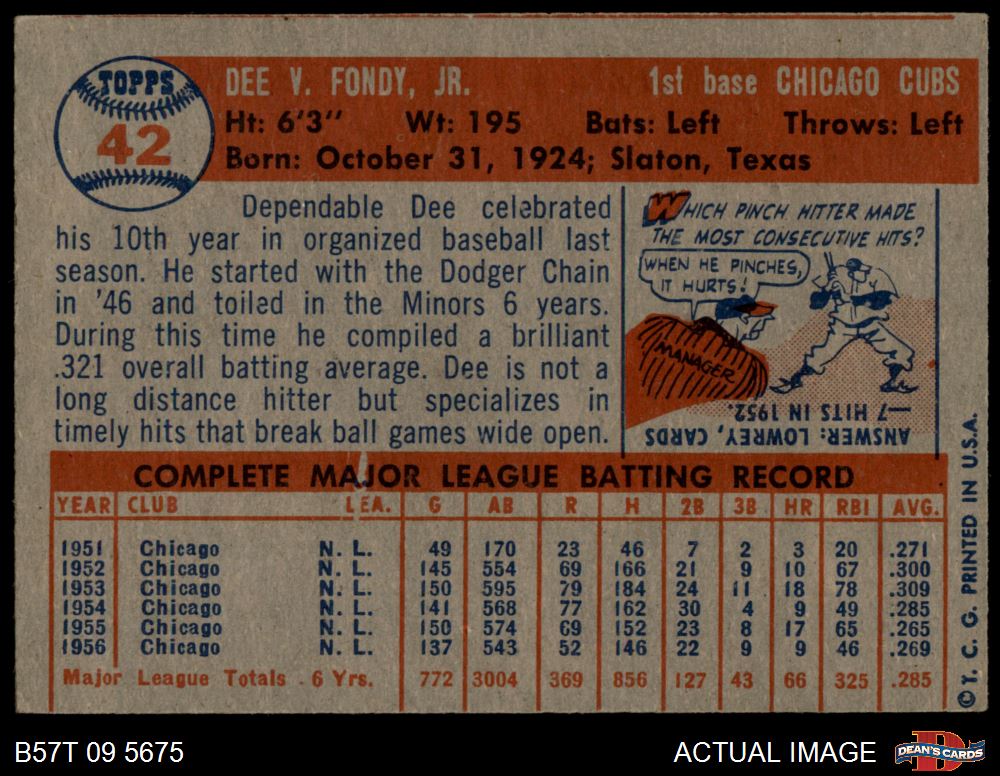 TOPPS
42
DEE V. FONDY, JR. 1st base CHICAGO CUBS
Ht: 6'3" Wt: 195 Bats: Left Throws: Left
Born: October 31, 1924; Slaton, Texas
Dependable Dee celebrated
his 10th year in organized baseball last
season. He started with the Dodger Chain
in '46 and toiled in the Minors 6 years.
During this time he compiled a brilliant
.321 overall batting average. Dee is not a
long distance hitter but specializes in
timely hits that break ball games wide open.
WHICH PINCH HITTER MADE
THE MOST CONSECUTIVE HITS?
WHEN HE PINCHES,
IT HURTS!
MANAGER
ANSWER: LOWREY, CARDS
—7 HITS IN 1952.
COMPLETE MAJOR LEAGUE BATTING RECORD
YEAR CLUB LEA. G AB R H 2B 3B HR RBI AVG.
1951 Chicago N. L. 49 170 23 46 7 2 3 20 .271
1952 Chicago N. L. 145 554 69 166 21 9 10 67 .300
1953 Chicago N. L. 150 595 79 184 24 11 18 78 .309
1954 Chicago N. L. 141 568 77 162 30 4 9 49 .285
1955 Chicago N. L. 150 574 69 152 23 8 17 65 .265
1956 Chicago N. L. 137 543 52 146 22 9 9 46 .269
Major League Totals 6 Yrs. 772 3004 369 856 127 43 66 325 .285
© T. C. G. PRINTED IN U.S.A.
B57T 09 5675
ACTUAL IMAGE
DEAN'S CARDS